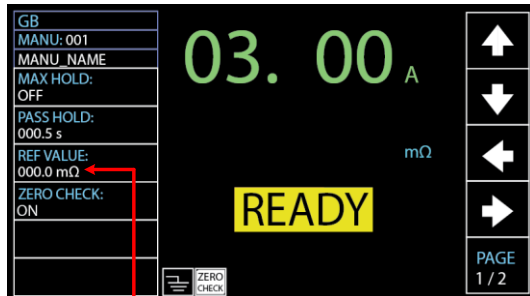 GB
MANU: 001
MANU_NAME
MAX HOLD:
OFF
PASS HOLD:
000.5 s
REF VALUE:
000.0 mΩ
ZERO CHECK:
ON
03. 00 A
mΩ
READY
ZERO
CHECK
PAGE
1 / 2